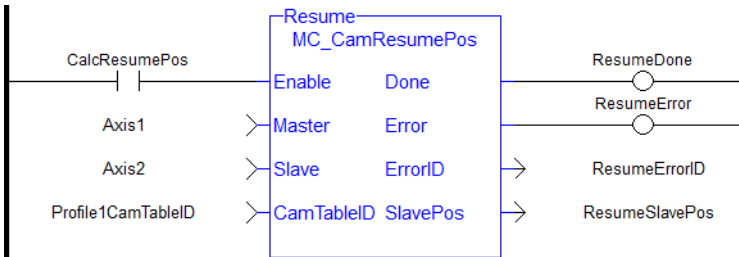 Resume
MC_CamResumePos
CalcResumePos
ResumeDone
Enable Done
ResumeError
Axis1 Master Error
Axis2 Slave ErrorID ResumeErrorID
Profile1CamTableID CamTableID SlavePos ResumeSlavePos